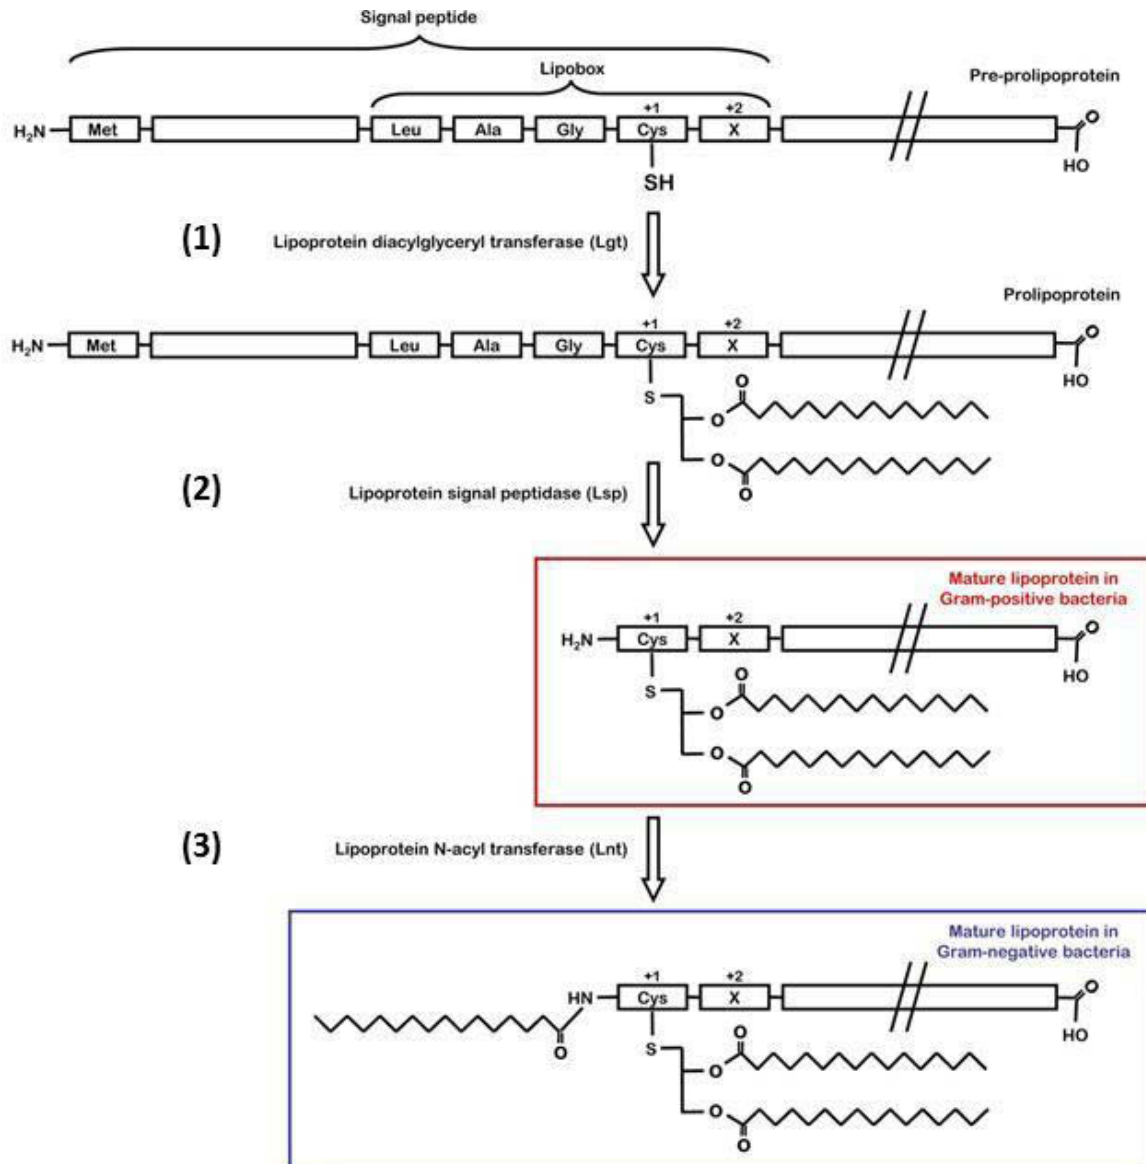 Signal peptide
Lipobox
Pre-prolipoprotein
+1 +2
H₂N Met Leu Ala Gly Cys X O
HO
SH
(1) Lipoprotein diacylglyceryl transferase (Lgt)
Prolipoprotein
+1 +2
H₂N Met Leu Ala Gly Cys X O
HO
O
S
O
O
O
(2) Lipoprotein signal peptidase (Lsp)
Mature lipoprotein in
Gram-positive bacteria
+1 +2
H₂N Cys X O
HO
O
S
O
O
O
(3) Lipoprotein N-acyl transferase (Lnt)
Mature lipoprotein in
Gram-negative bacteria
+1 +2
HN Cys X O
HO
O
S O
O
O
O